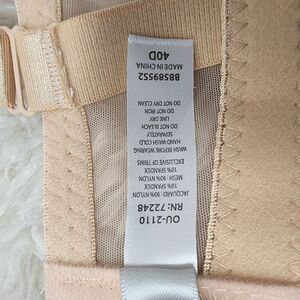 OU-2110
RN: 72248
JACQUARD: 90% NYLON
10% SPANDEX
MESH: 90% NYLON
10% SPANDEX
EXCLUSIVE OF TRIMS
WASH BEFORE WEARING
HAND WASH COLD
SEPARATELY
DO NOT BLEACH
LINE DRY
DO NOT IRON
DO NOT DRY CLEAN
BB589552
MADE IN CHINA
40D